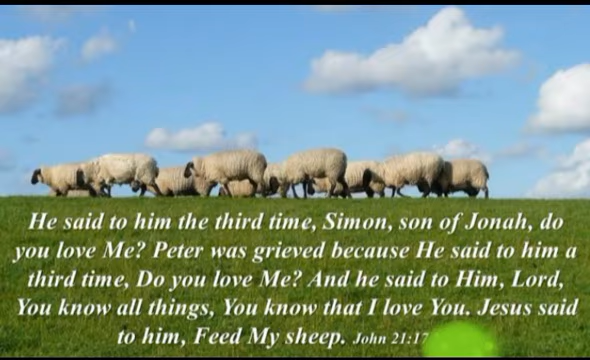 He said to him the third time, Simon, son of Jonah, do
you love Me? Peter was grieved because He said to him a
third time, Do you love Me? And he said to Him, Lord,
You know all things, You know that I love You. Jesus said
to him, Feed My sheep. John 21:17